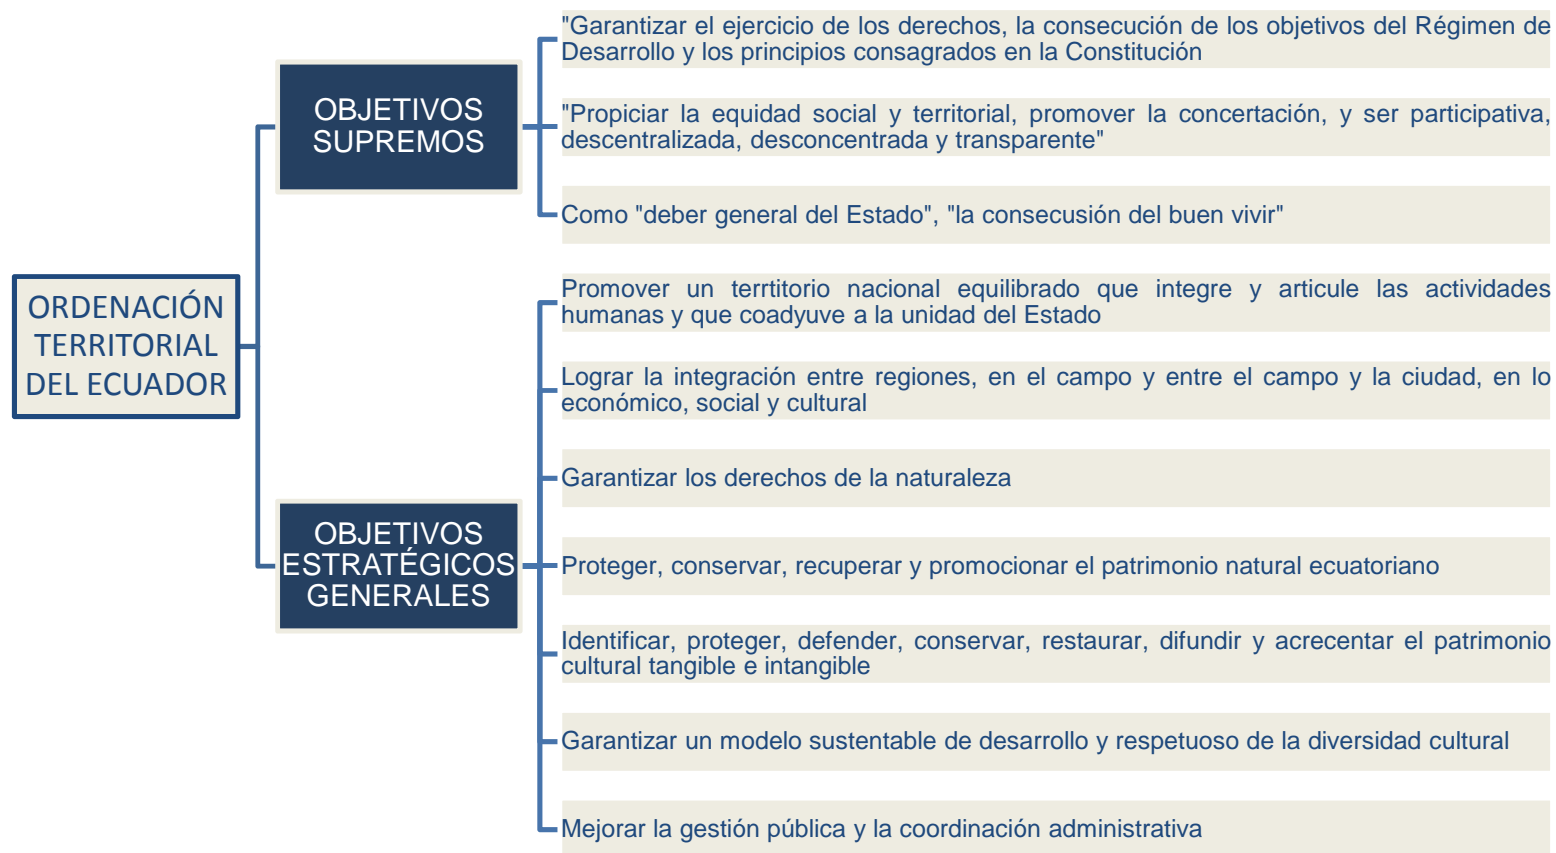 ORDENACIÓN
TERRITORIAL
DEL ECUADOR
OBJETIVOS
SUPREMOS
"Garantizar el ejercicio de los derechos, la consecución de los objetivos del Régimen de
Desarrollo y los principios consagrados en la Constitución
"Propiciar la equidad social y territorial, promover la concertación, y ser participativa,
descentralizada, desconcentrada y transparente"
Como "deber general del Estado", "la consecusión del buen vivir"
OBJETIVOS
ESTRATÉGICOS
GENERALES
Promover un terrtitorio nacional equilibrado que integre y articule las actividades
humanas y que coadyuve a la unidad del Estado
Lograr la integración entre regiones, en el campo y entre el campo y la ciudad, en lo
económico, social y cultural
Garantizar los derechos de la naturaleza
Proteger, conservar, recuperar y promocionar el patrimonio natural ecuatoriano
Identificar, proteger, defender, conservar, restaurar, difundir y acrecentar el patrimonio
cultural tangible e intangible
Garantizar un modelo sustentable de desarrollo y respetuoso de la diversidad cultural
Mejorar la gestión pública y la coordinación administrativa